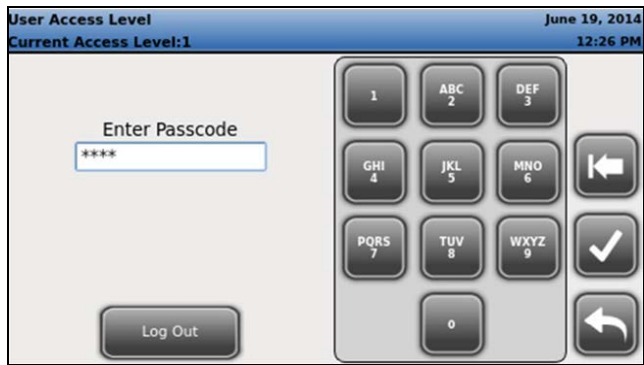 User Access Level
June 19, 2014
Current Access Level:1
12:26 PM
Enter Passcode
****
1
ABC
2
DEF
3
GHI
4
JKL
5
MNO
6
PQRS
7
TUV
8
WXYZ
9
0
Log Out